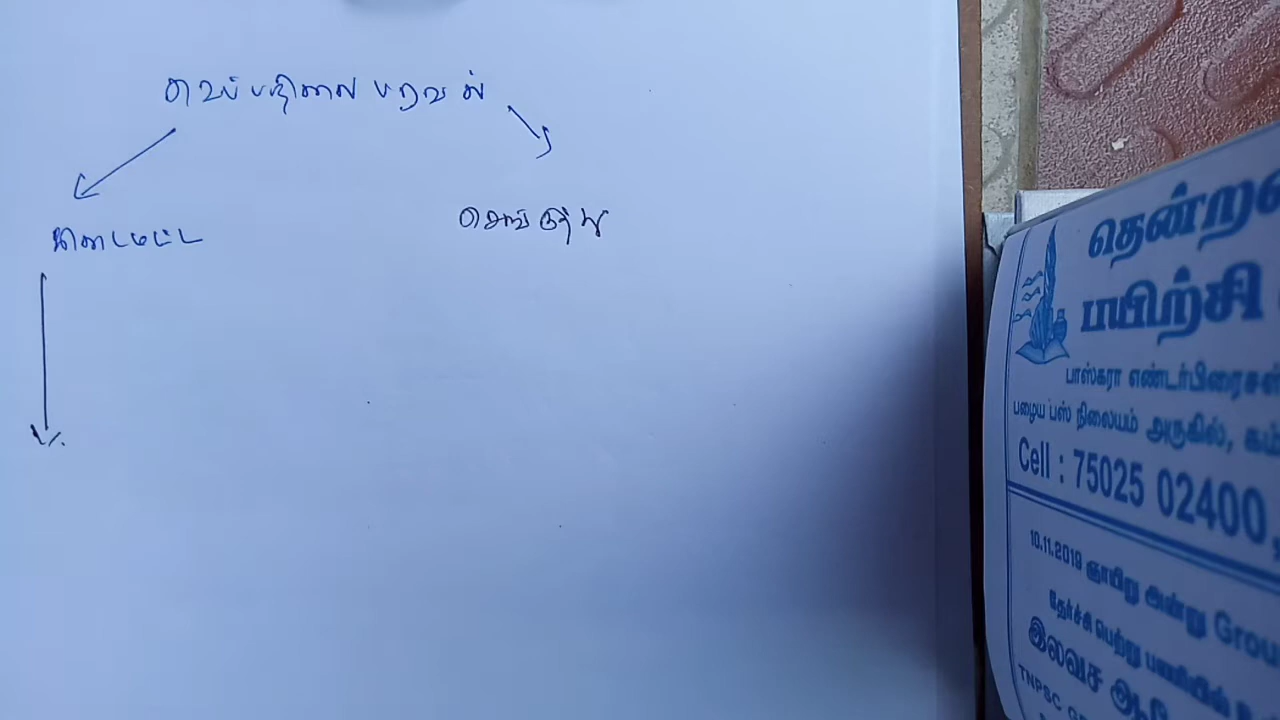 வெப்பநிலை பரவல்
கிடைமட்ட
செங்குத்து
தென்றல்
பயிற்சி
பாஸ்கரா எண்டர்பிரைசஸ்
பழைய பஸ் நிலையம் அருகில்,
Cell : 75025 02400,
10.11.2019 ஞாயிறு அன்று
தேர்ச்சி பெற்று பணியில்
இலவச
TNPSC